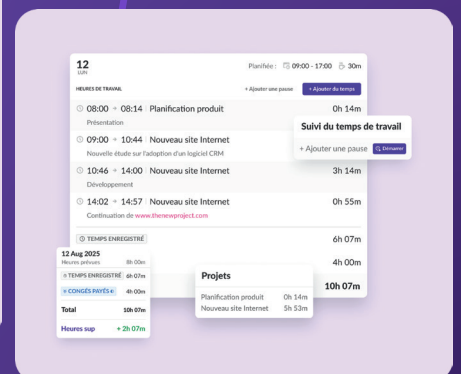 12
LUN
Planifiée : 09:00 - 17:00 30m
HEURES DE TRAVAIL
+ Ajouter une pause
+ Ajouter du temps
08:00 → 08:14 Planification produit 0h 14m
Présentation
09:00 → 10:44 Nouveau site Internet
Nouvelle étude sur l'adoption d'un logiciel CRM
10:46 → 14:00 Nouveau site Internet 3h 14m
Développement
14:02 → 14:57 Nouveau site Internet 0h 55m
Continuation de www.thenewproject.com
TEMPS ENREGISTRÉ 6h 07m
4h 00m
10h 07m
Suivi du temps de travail
+ Ajouter une pause Démarrer
12 Aug 2025
Heures prévues 8h 00m
TEMPS ENREGISTRÉ 6h 07m
CONGÉS PAYÉS 4h 00m
Total 10h 07m
Heures sup + 2h 07m
Projets
Planification produit 0h 14m
Nouveau site Internet 5h 53m